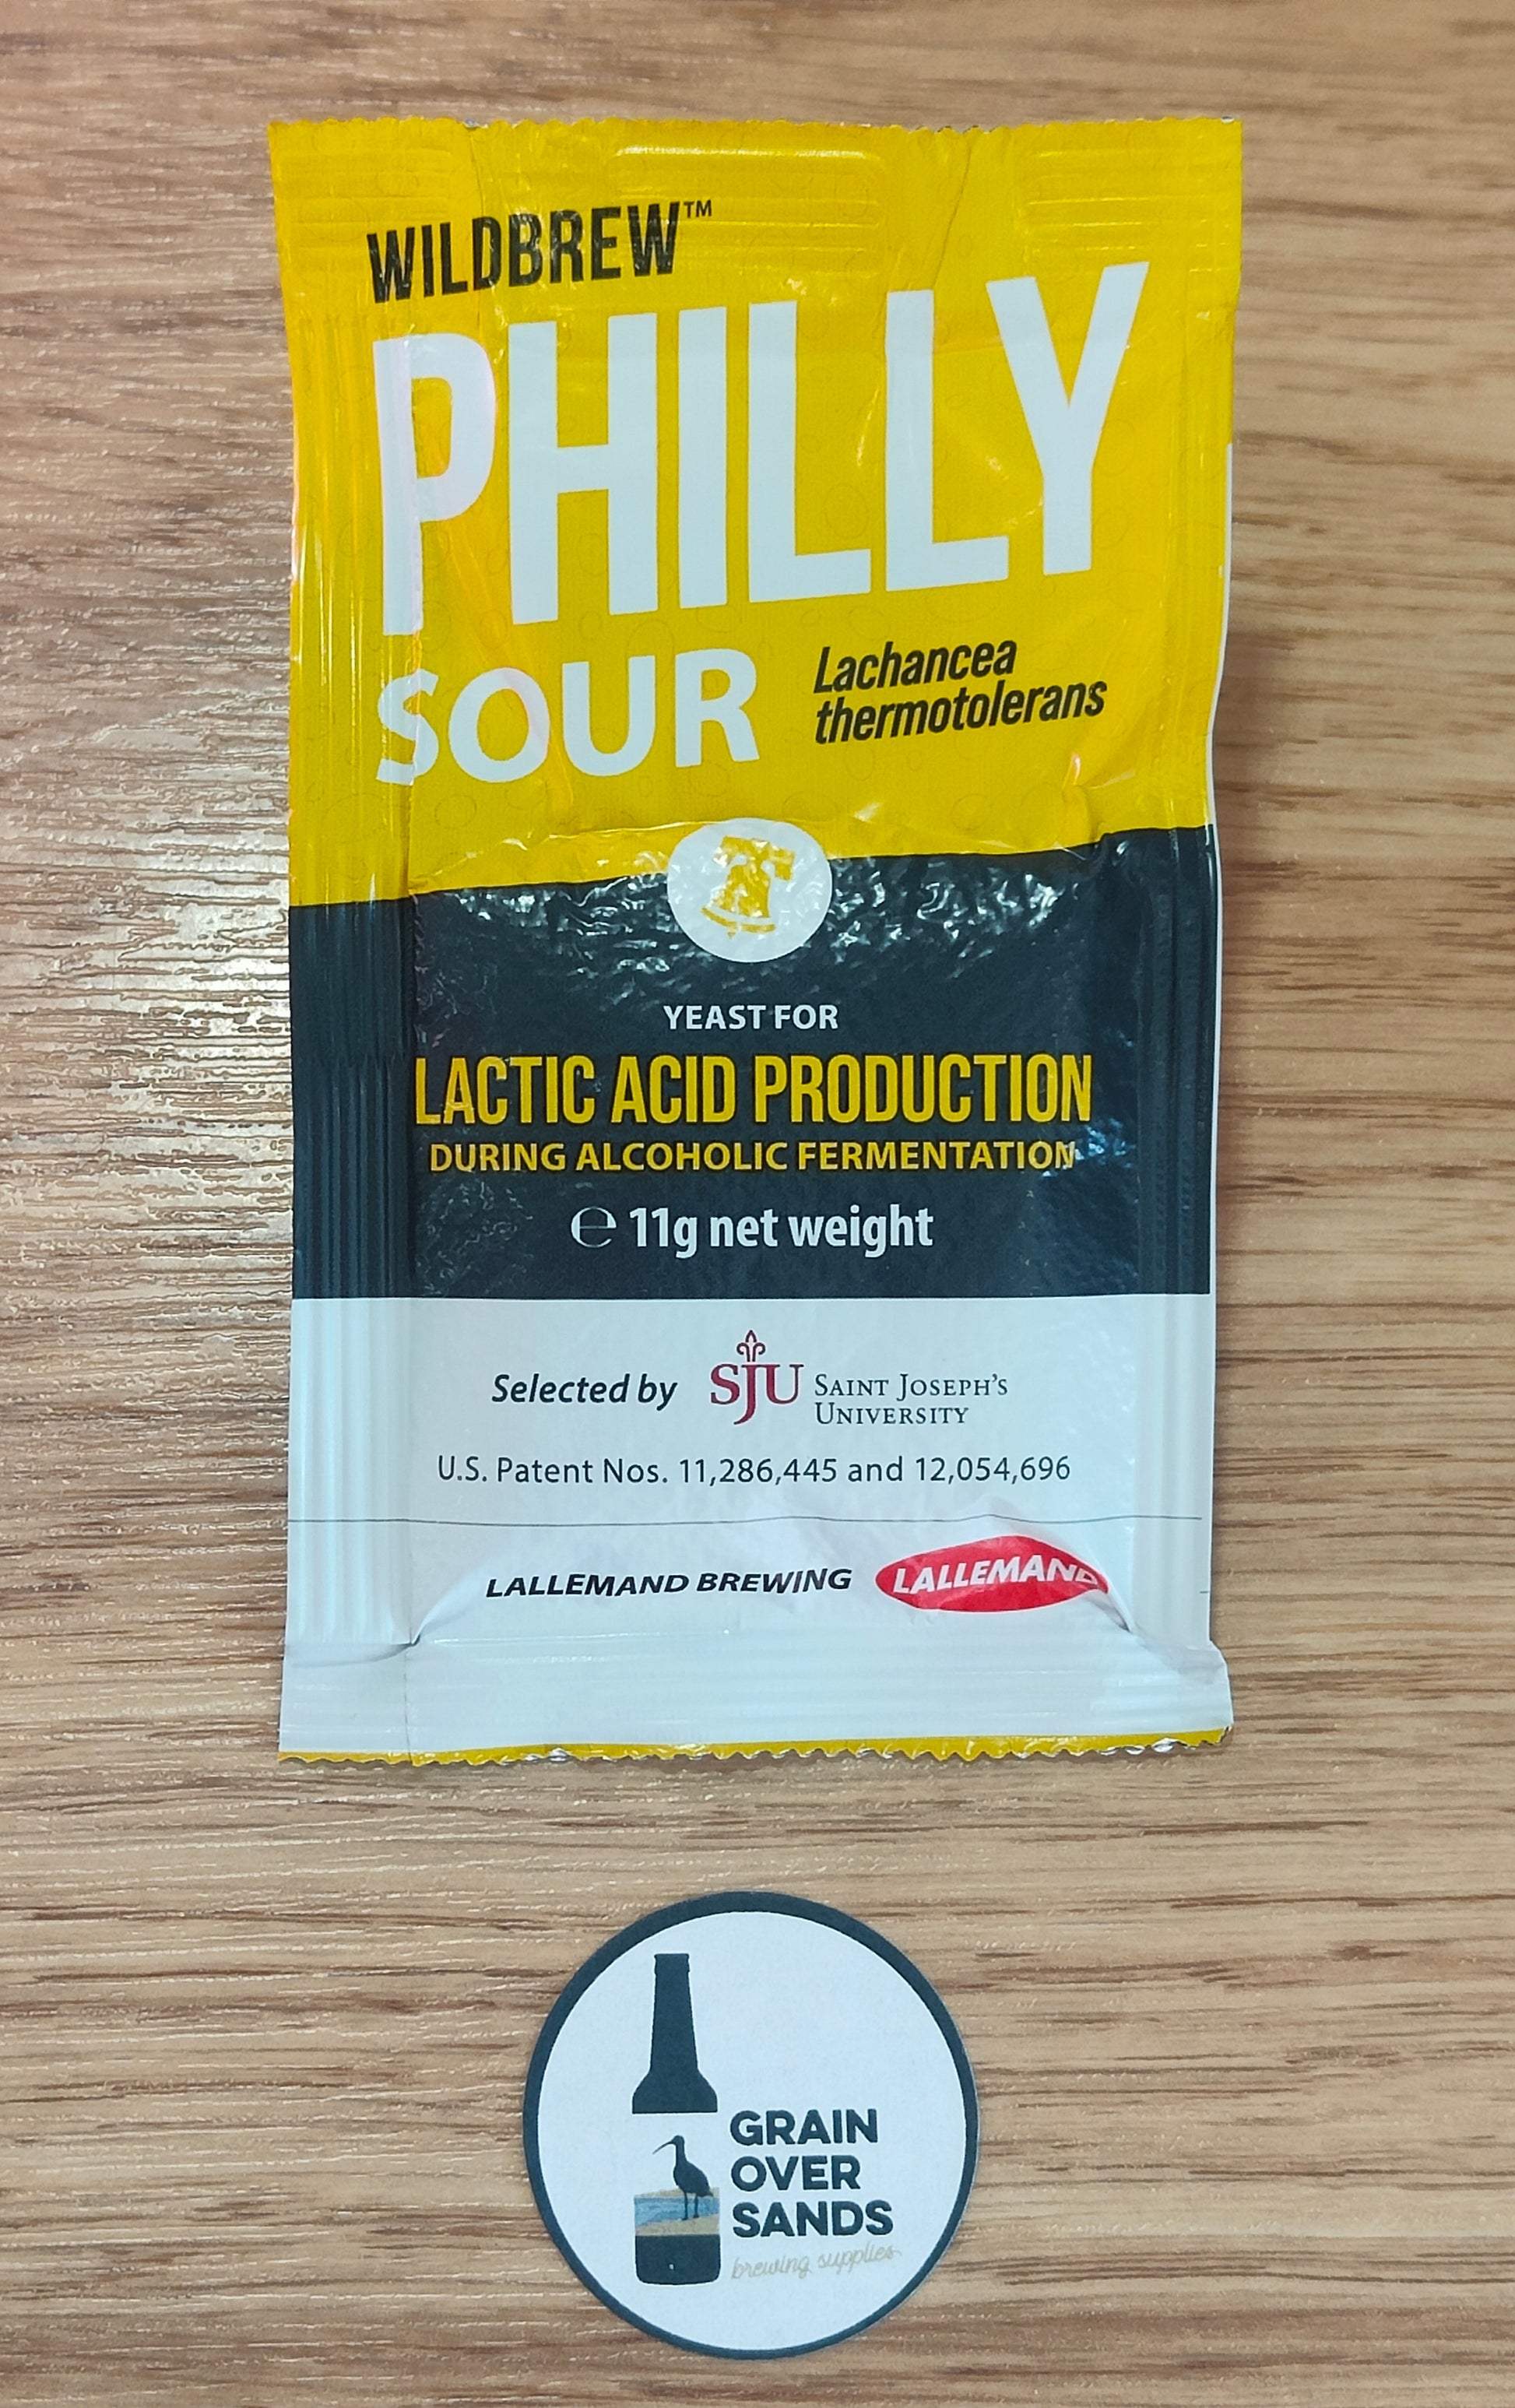 WILDBREW™
PHILLY
SOUR
Lachancea
thermotolerans
YEAST FOR
LACTIC ACID PRODUCTION
DURING ALCOHOLIC FERMENTATION
℮ 11g net weight
Selected by SJU SAINT JOSEPH'S
UNIVERSITY
U.S. Patent Nos. 11,286,445 and 12,054,696
LALLEMAND BREWING LALLEMAND
GRAIN
OVER
SANDS
brewing supplies